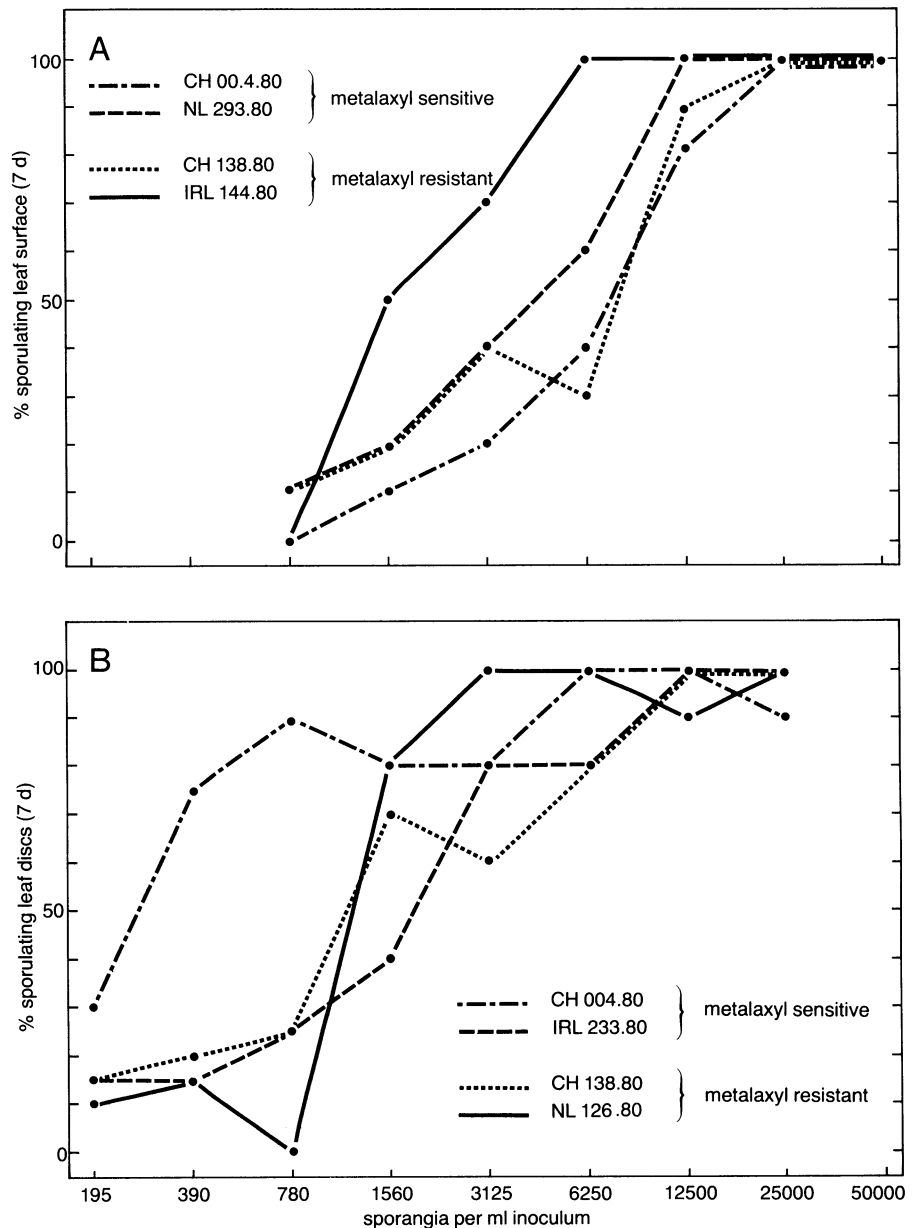 A
100
CH 00.4.80
NL 293.80
metalaxyl sensitive
CH 138.80
IRL 144.80
metalaxyl resistant
50
0
% sporulating leaf surface (7 d)
B
100
50
0
% sporulating leaf discs (7 d)
CH 004.80
IRL 233.80
metalaxyl sensitive
CH 138.80
NL 126.80
metalaxyl resistant
195 390 780 1560 3125 6250 12500 25000 50000
sporangia per ml inoculum